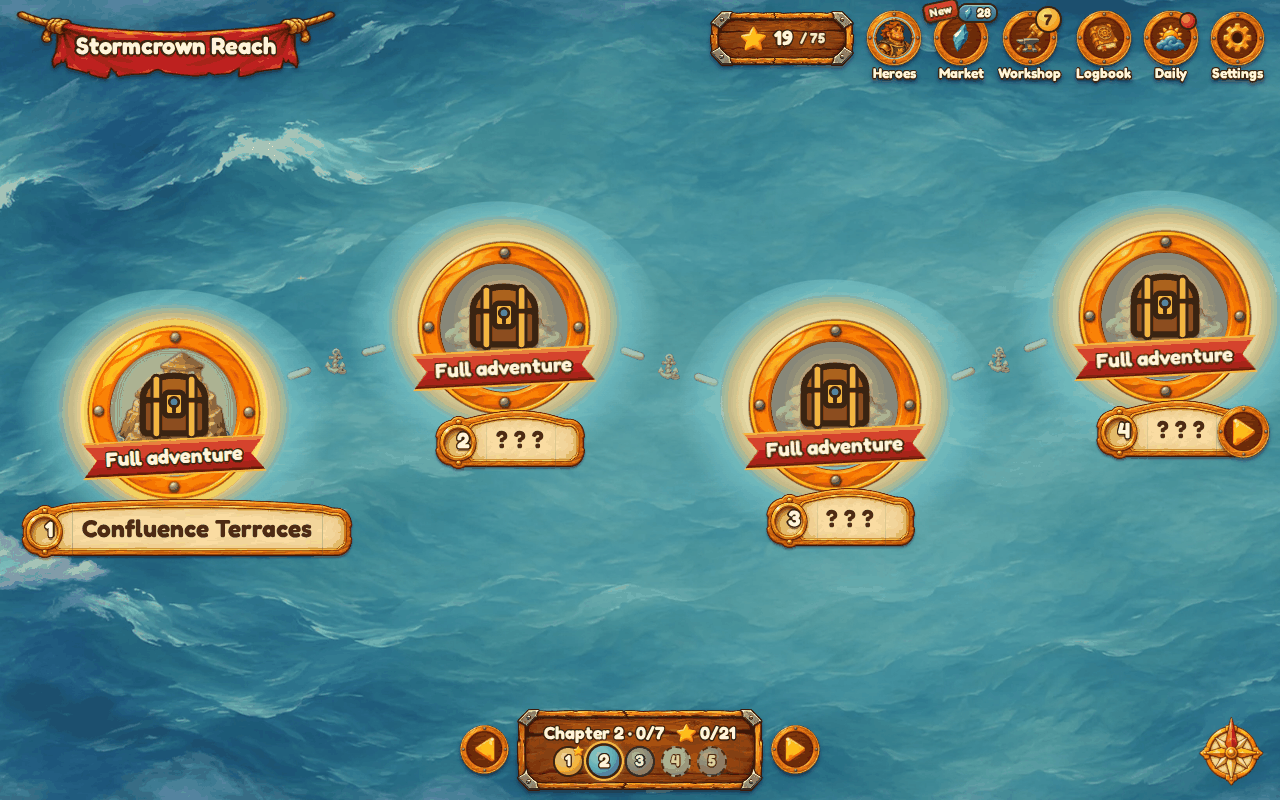 Stormcrown Reach
19 / 75
New
28
7
Heroes
Market
Workshop
Logbook
Daily
Settings
Full adventure
1 Confluence Terraces
Full adventure
2 ? ? ?
Full adventure
3 ? ? ?
Full adventure
4 ? ? ?
Chapter 2 · 0/7 0/21
1 2 3 4 5